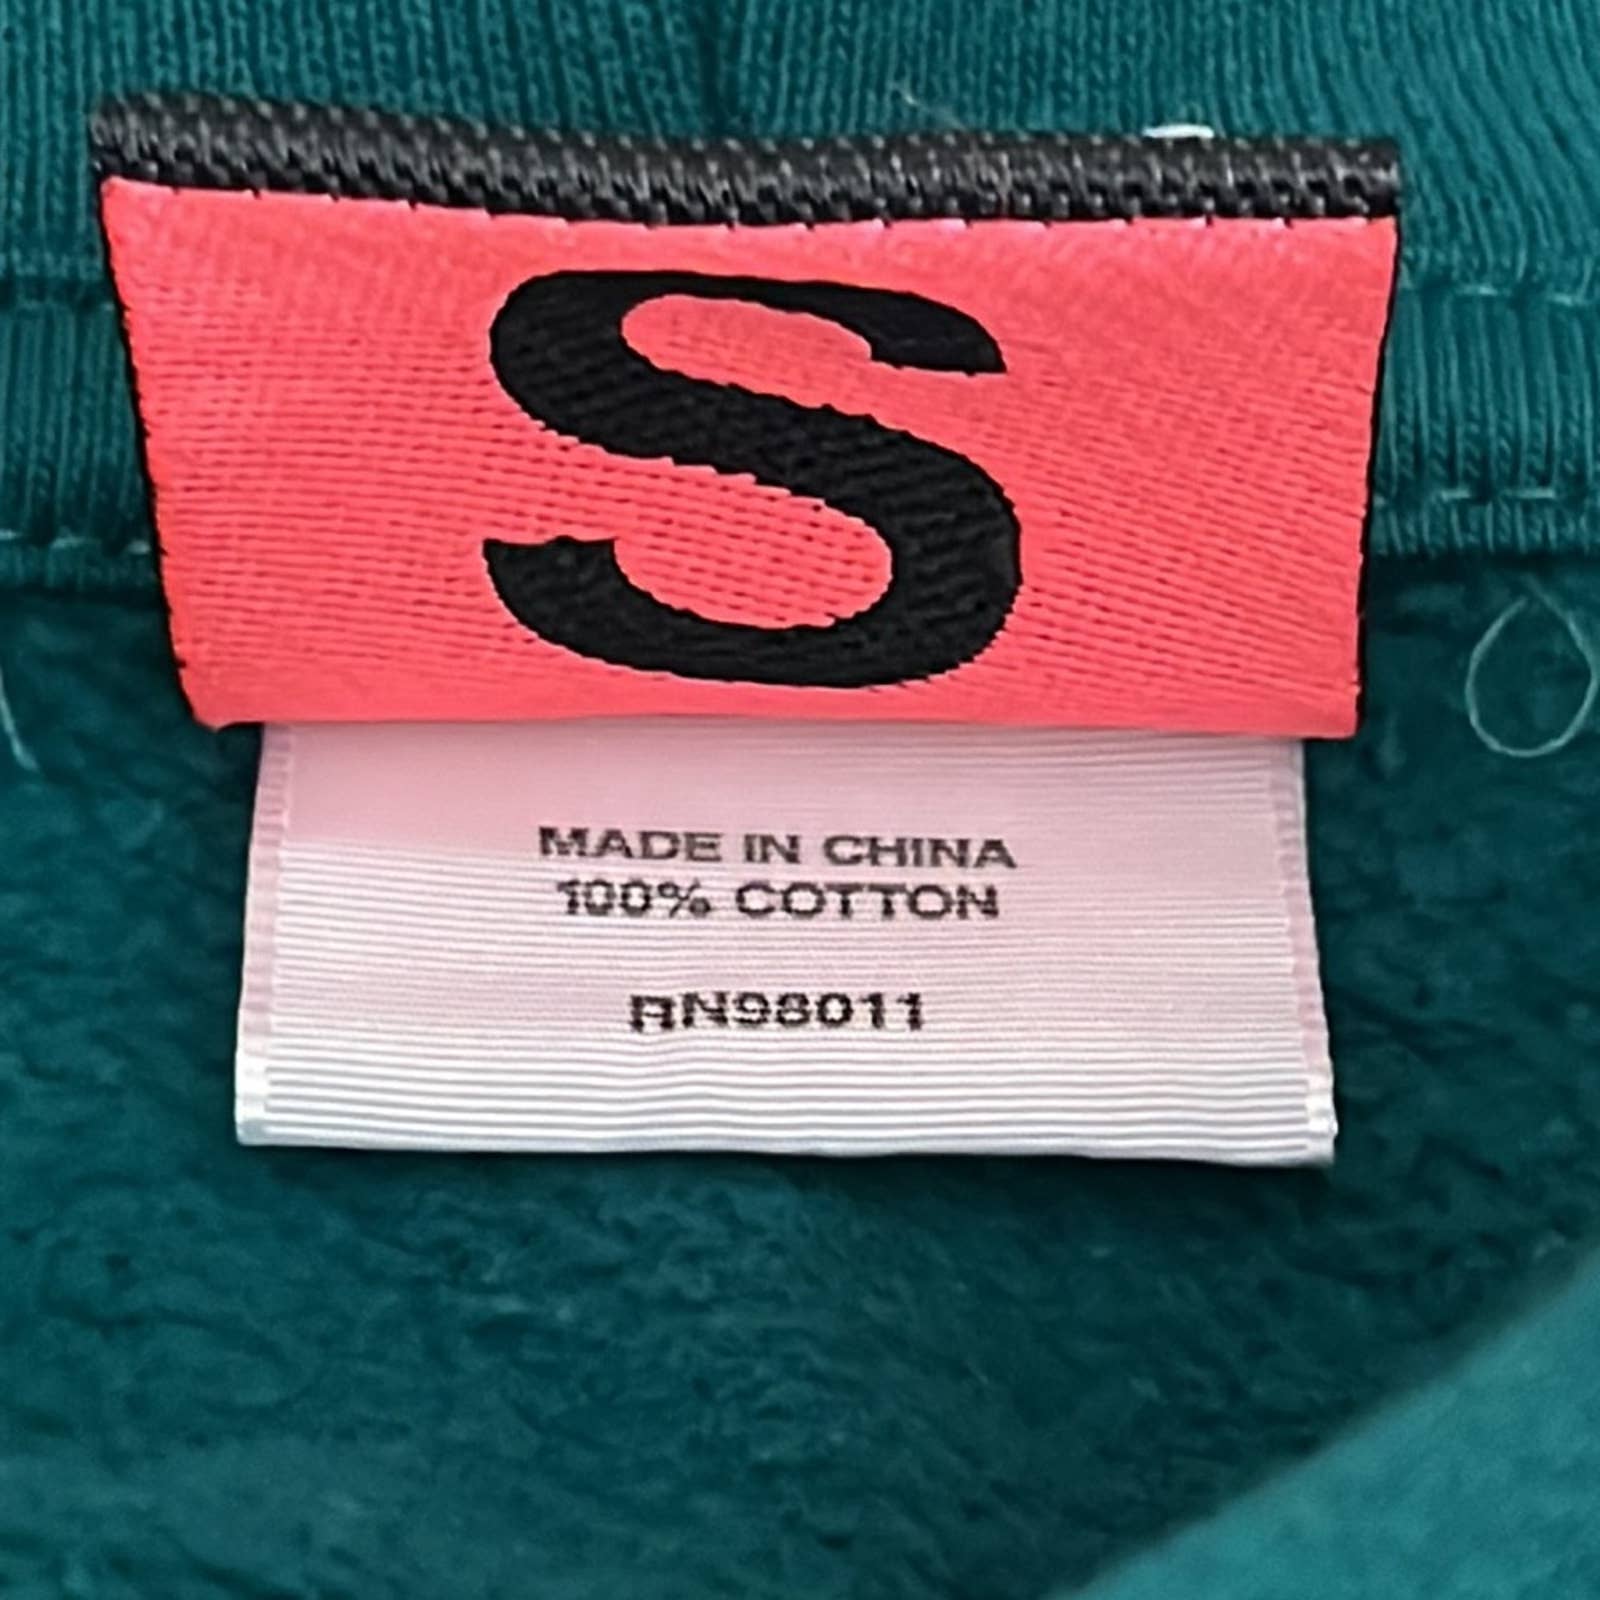 S
MADE IN CHINA
100% COTTON
RN98011